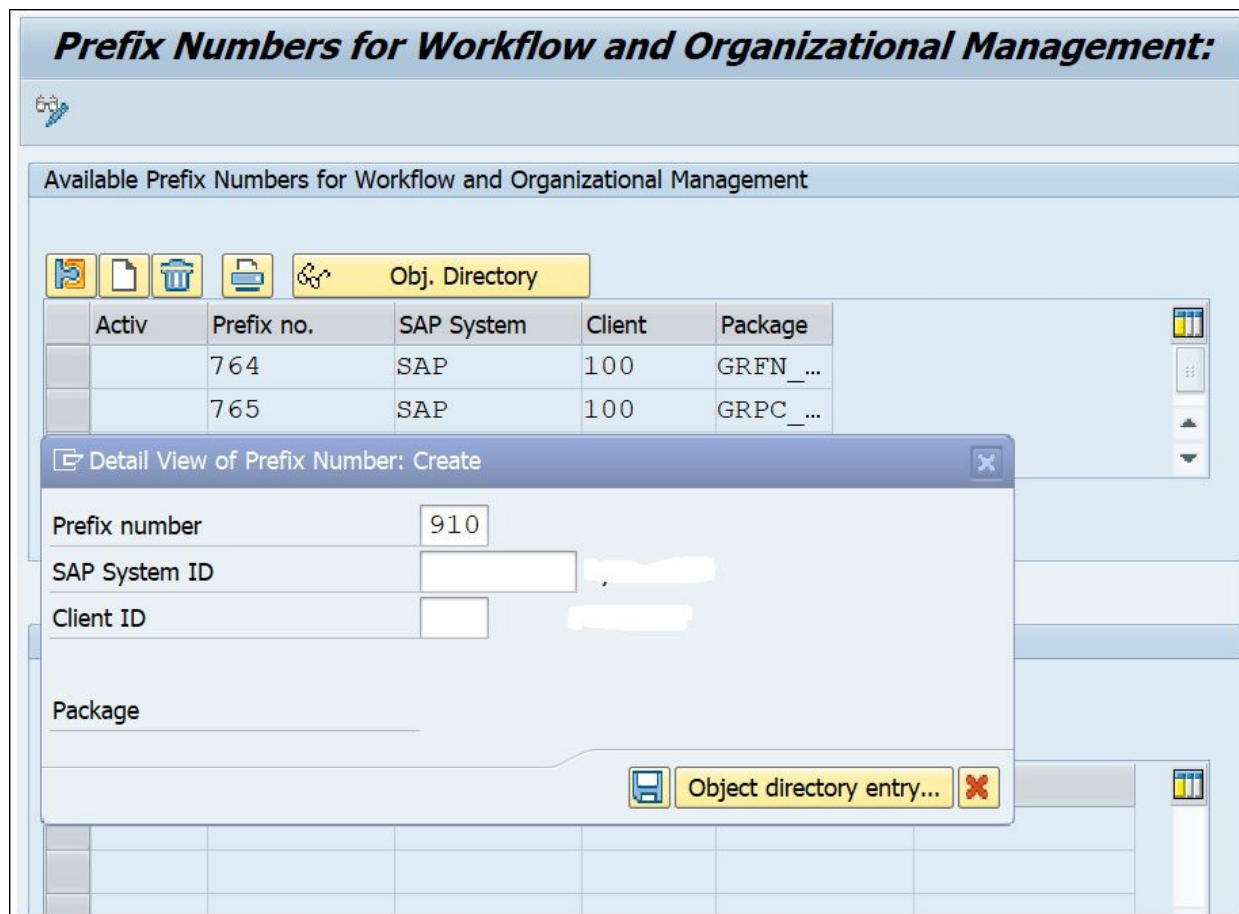 Prefix Numbers for Workflow and Organizational Management:
Available Prefix Numbers for Workflow and Organizational Management
Obj. Directory
Activ Prefix no. SAP System Client Package
764 SAP 100 GRFN_...
765 SAP 100 GRPC_...
Detail View of Prefix Number: Create
Prefix number 910
SAP System ID
Client ID
Package
Object directory entry...